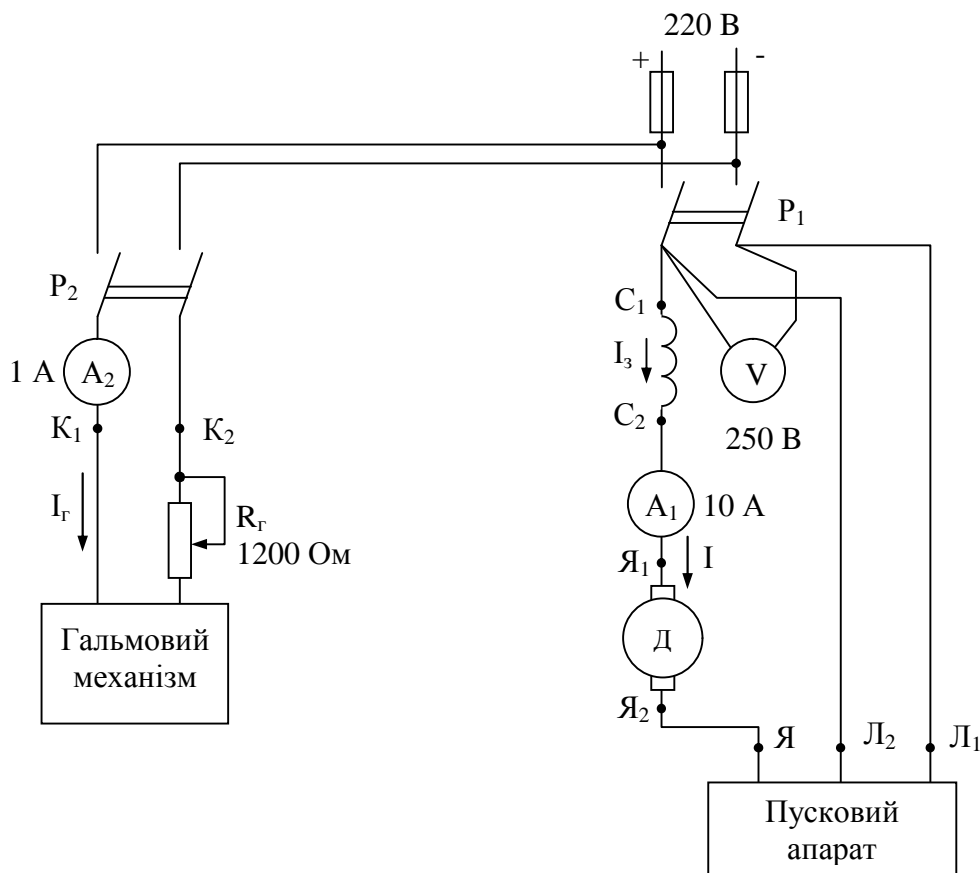 220 В
+
-
Р₁
Р₂
С₁
I₃
1 А
А₂
V
К₁
К₂
С₂
250 В
Iг
Rг
1200 Ом
А₁
10 А
Я₁
I
Гальмовий
механізм
Д
Я₂
Я
Л₂
Л₁
Пусковий
апарат